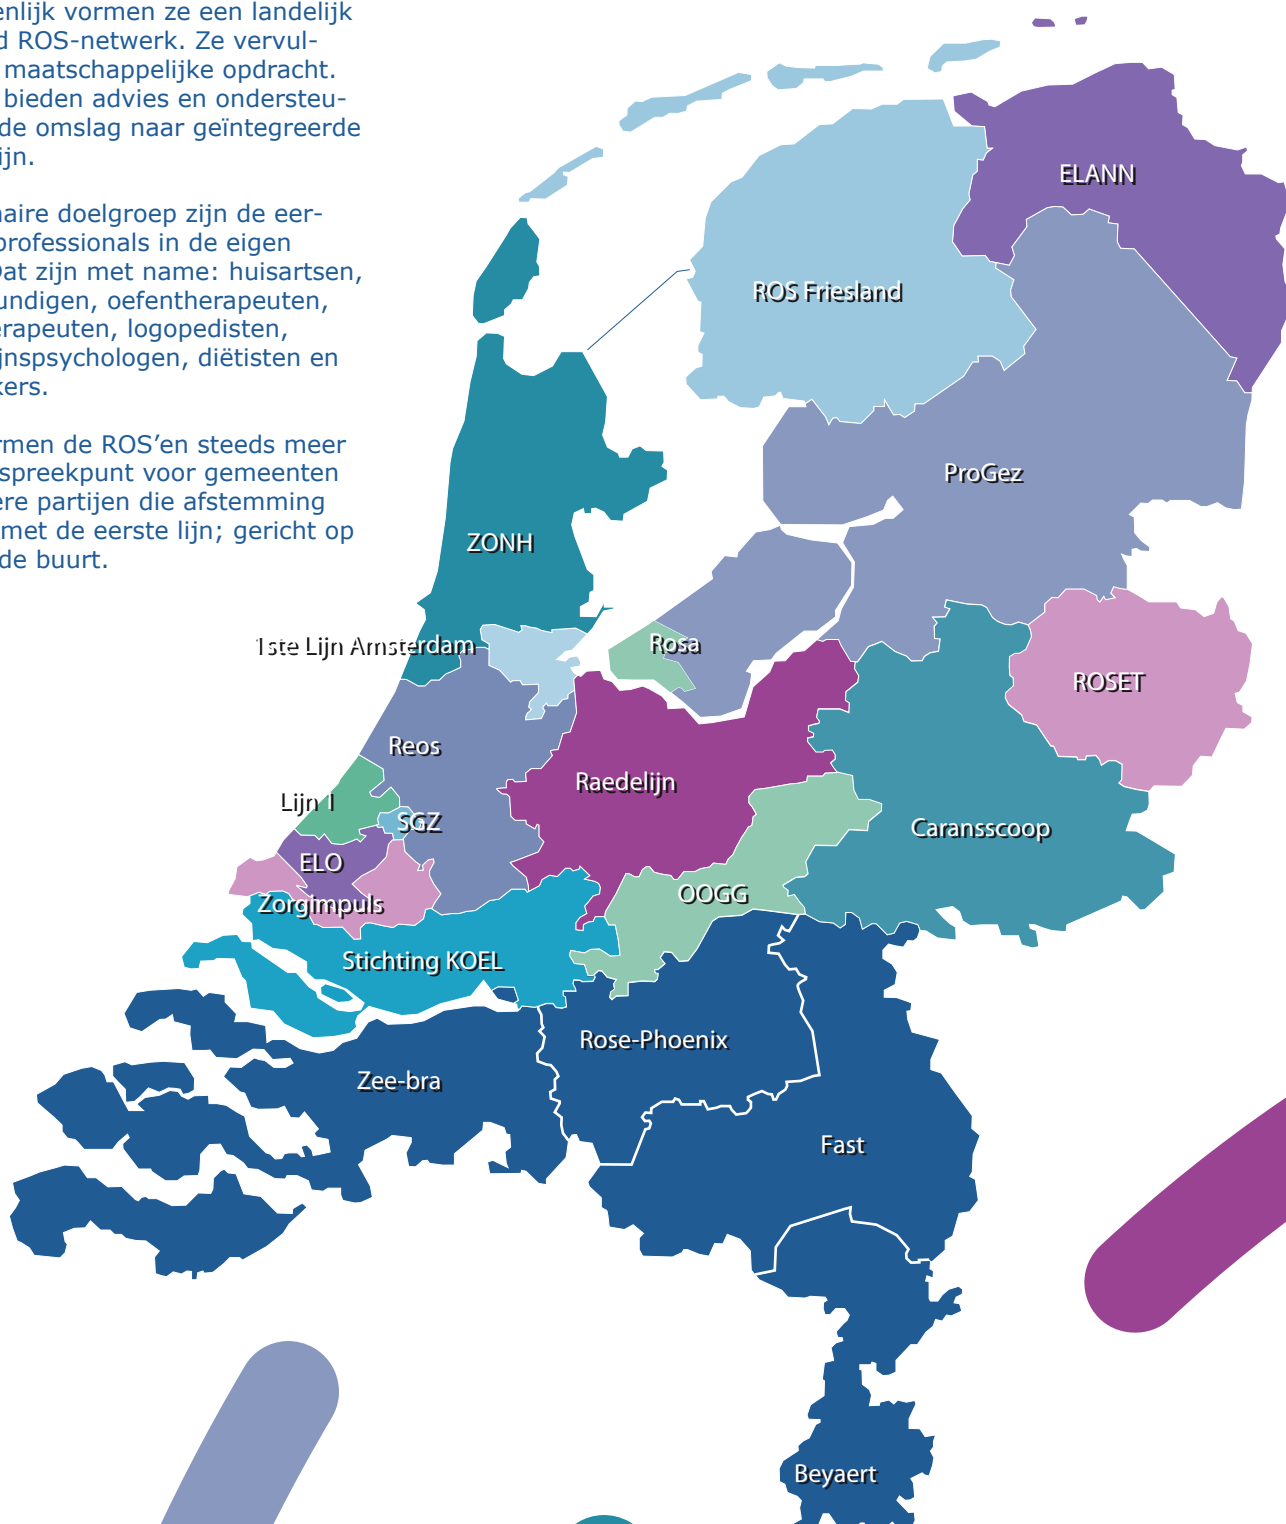 enlijk vormen ze een landelijk
d ROS-netwerk. Ze vervul-
maatschappelijke opdracht.
bieden advies en ondersteu-
de omslag naar geïntegreerde
ijn.
naire doelgroep zijn de eer-
professionals in de eigen
Dat zijn met name: huisartsen,
undigen, oefentherapeuten,
erapeuten, logopedisten,
ijnspsychologen, diëtisten en
kers.
rmen de ROS’en steeds meer
spreekpunt voor gemeenten
ere partijen die afstemming
met de eerste lijn; gericht op
de buurt.
ELANN
ROS Friesland
ProGez
ZONH
1ste Lijn Amsterdam
Rosa
ROSET
Reos
Raedelijn
Lijn 1
SGZ
Caransscoop
ELO
OOGG
Zorgimpuls
Stichting KOEL
Rose-Phoenix
Zee-bra
Fast
Beyaert